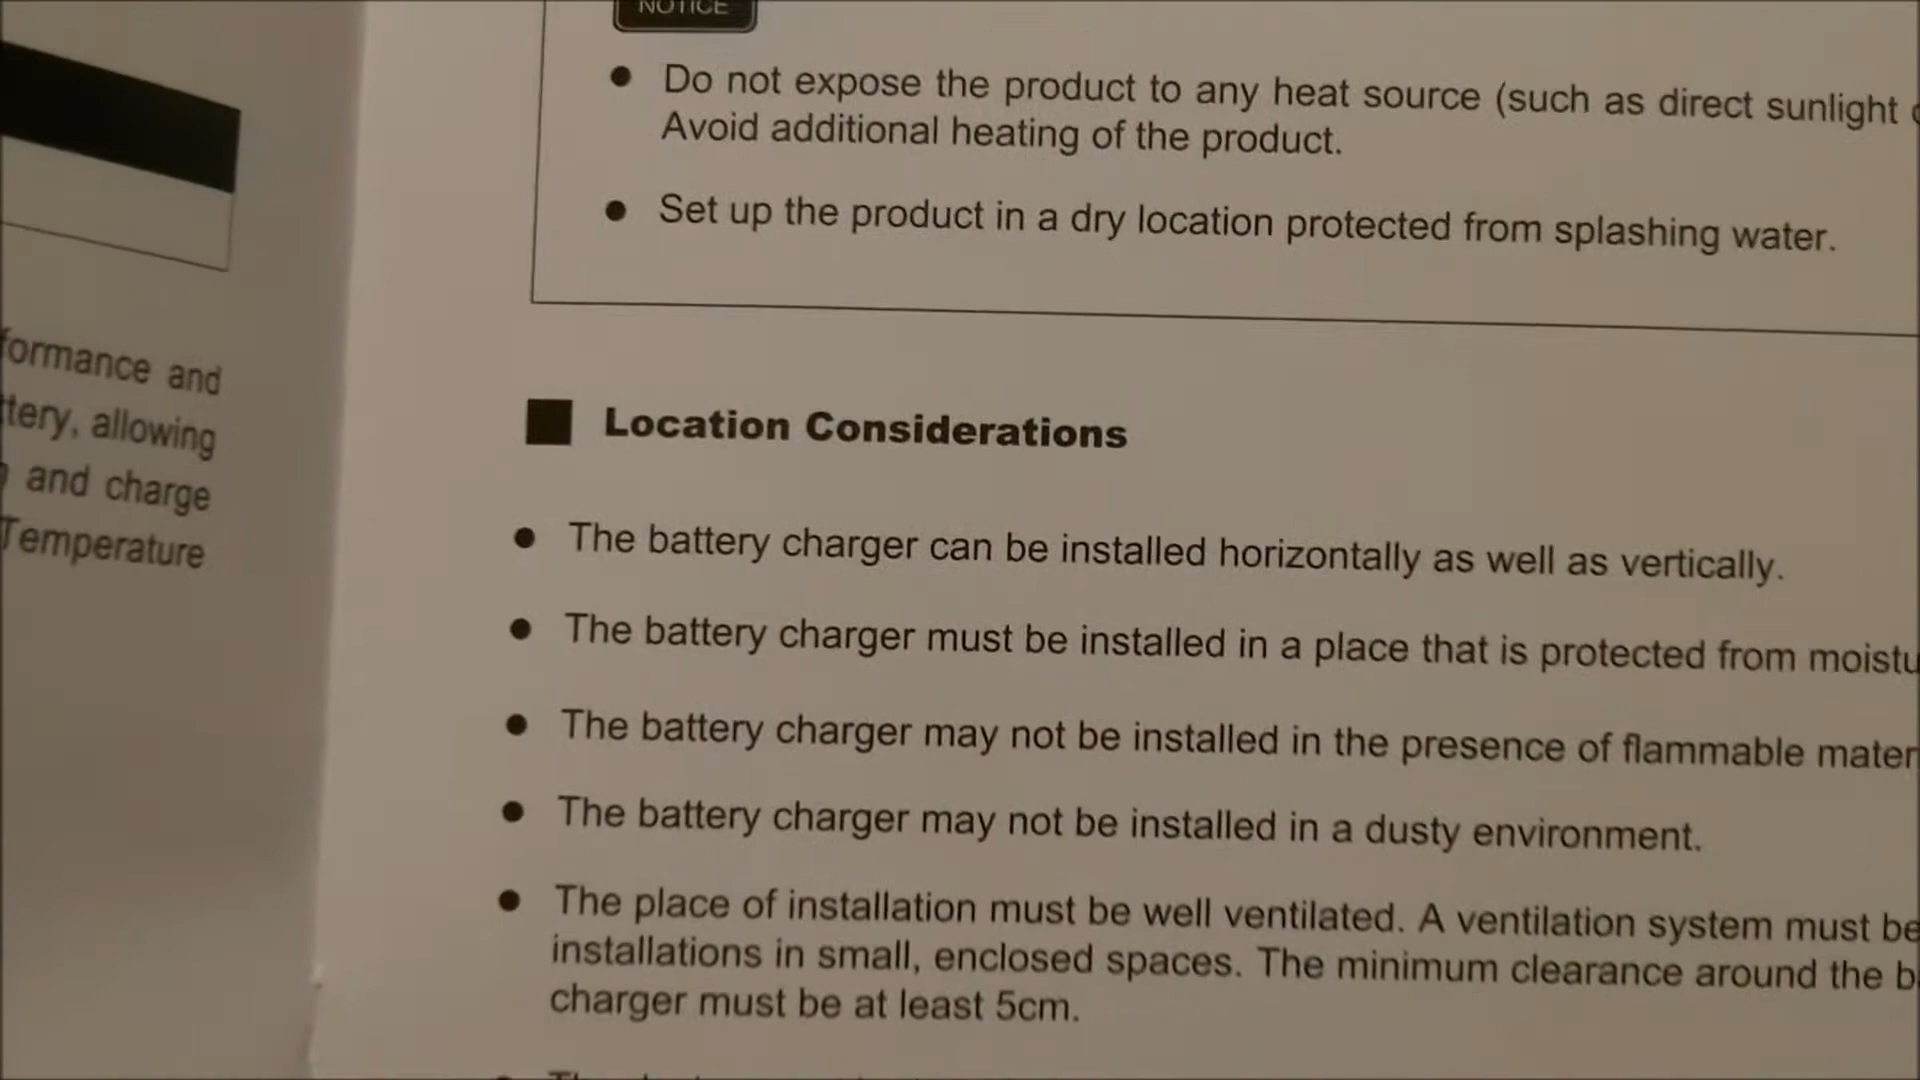 formance and
ttery, allowing
and charge
Temperature
NOTICE
● Do not expose the product to any heat source (such as direct sunlight
Avoid additional heating of the product.
● Set up the product in a dry location protected from splashing water.
■ Location Considerations
● The battery charger can be installed horizontally as well as vertically.
● The battery charger must be installed in a place that is protected from moistu
● The battery charger may not be installed in the presence of flammable mater
● The battery charger may not be installed in a dusty environment.
● The place of installation must be well ventilated. A ventilation system must be
installations in small, enclosed spaces. The minimum clearance around the b
charger must be at least 5cm.